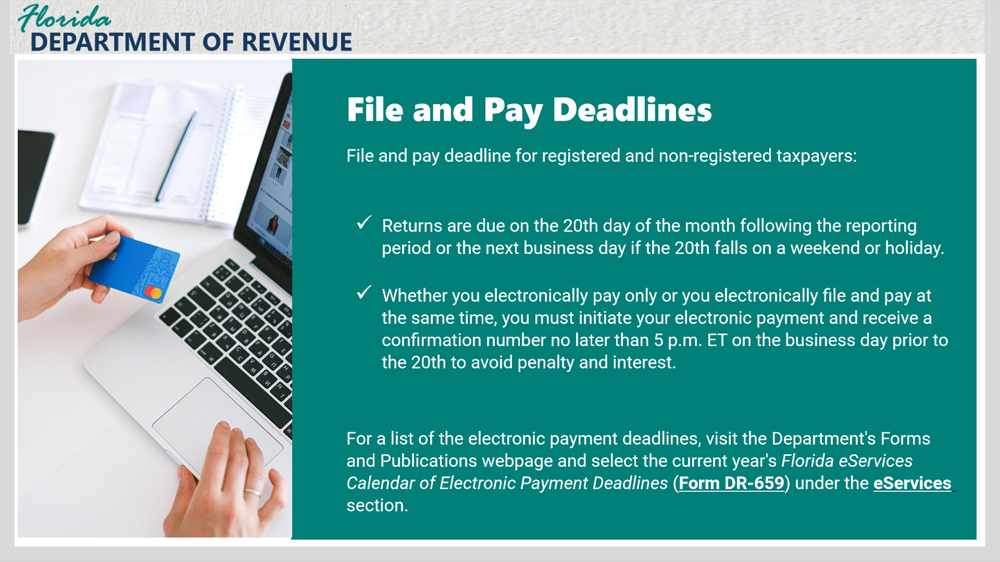 Florida
DEPARTMENT OF REVENUE
File and Pay Deadlines
File and pay deadline for registered and non-registered taxpayers:
Returns are due on the 20th day of the month following the reporting
period or the next business day if the 20th falls on a weekend or holiday.
Whether you electronically pay only or you electronically file and pay at
the same time, you must initiate your electronic payment and receive a
confirmation number no later than 5 p.m. ET on the business day prior to
the 20th to avoid penalty and interest.
For a list of the electronic payment deadlines, visit the Department's Forms
and Publications webpage and select the current year's Florida eServices
Calendar of Electronic Payment Deadlines (Form DR-659) under the eServices
section.